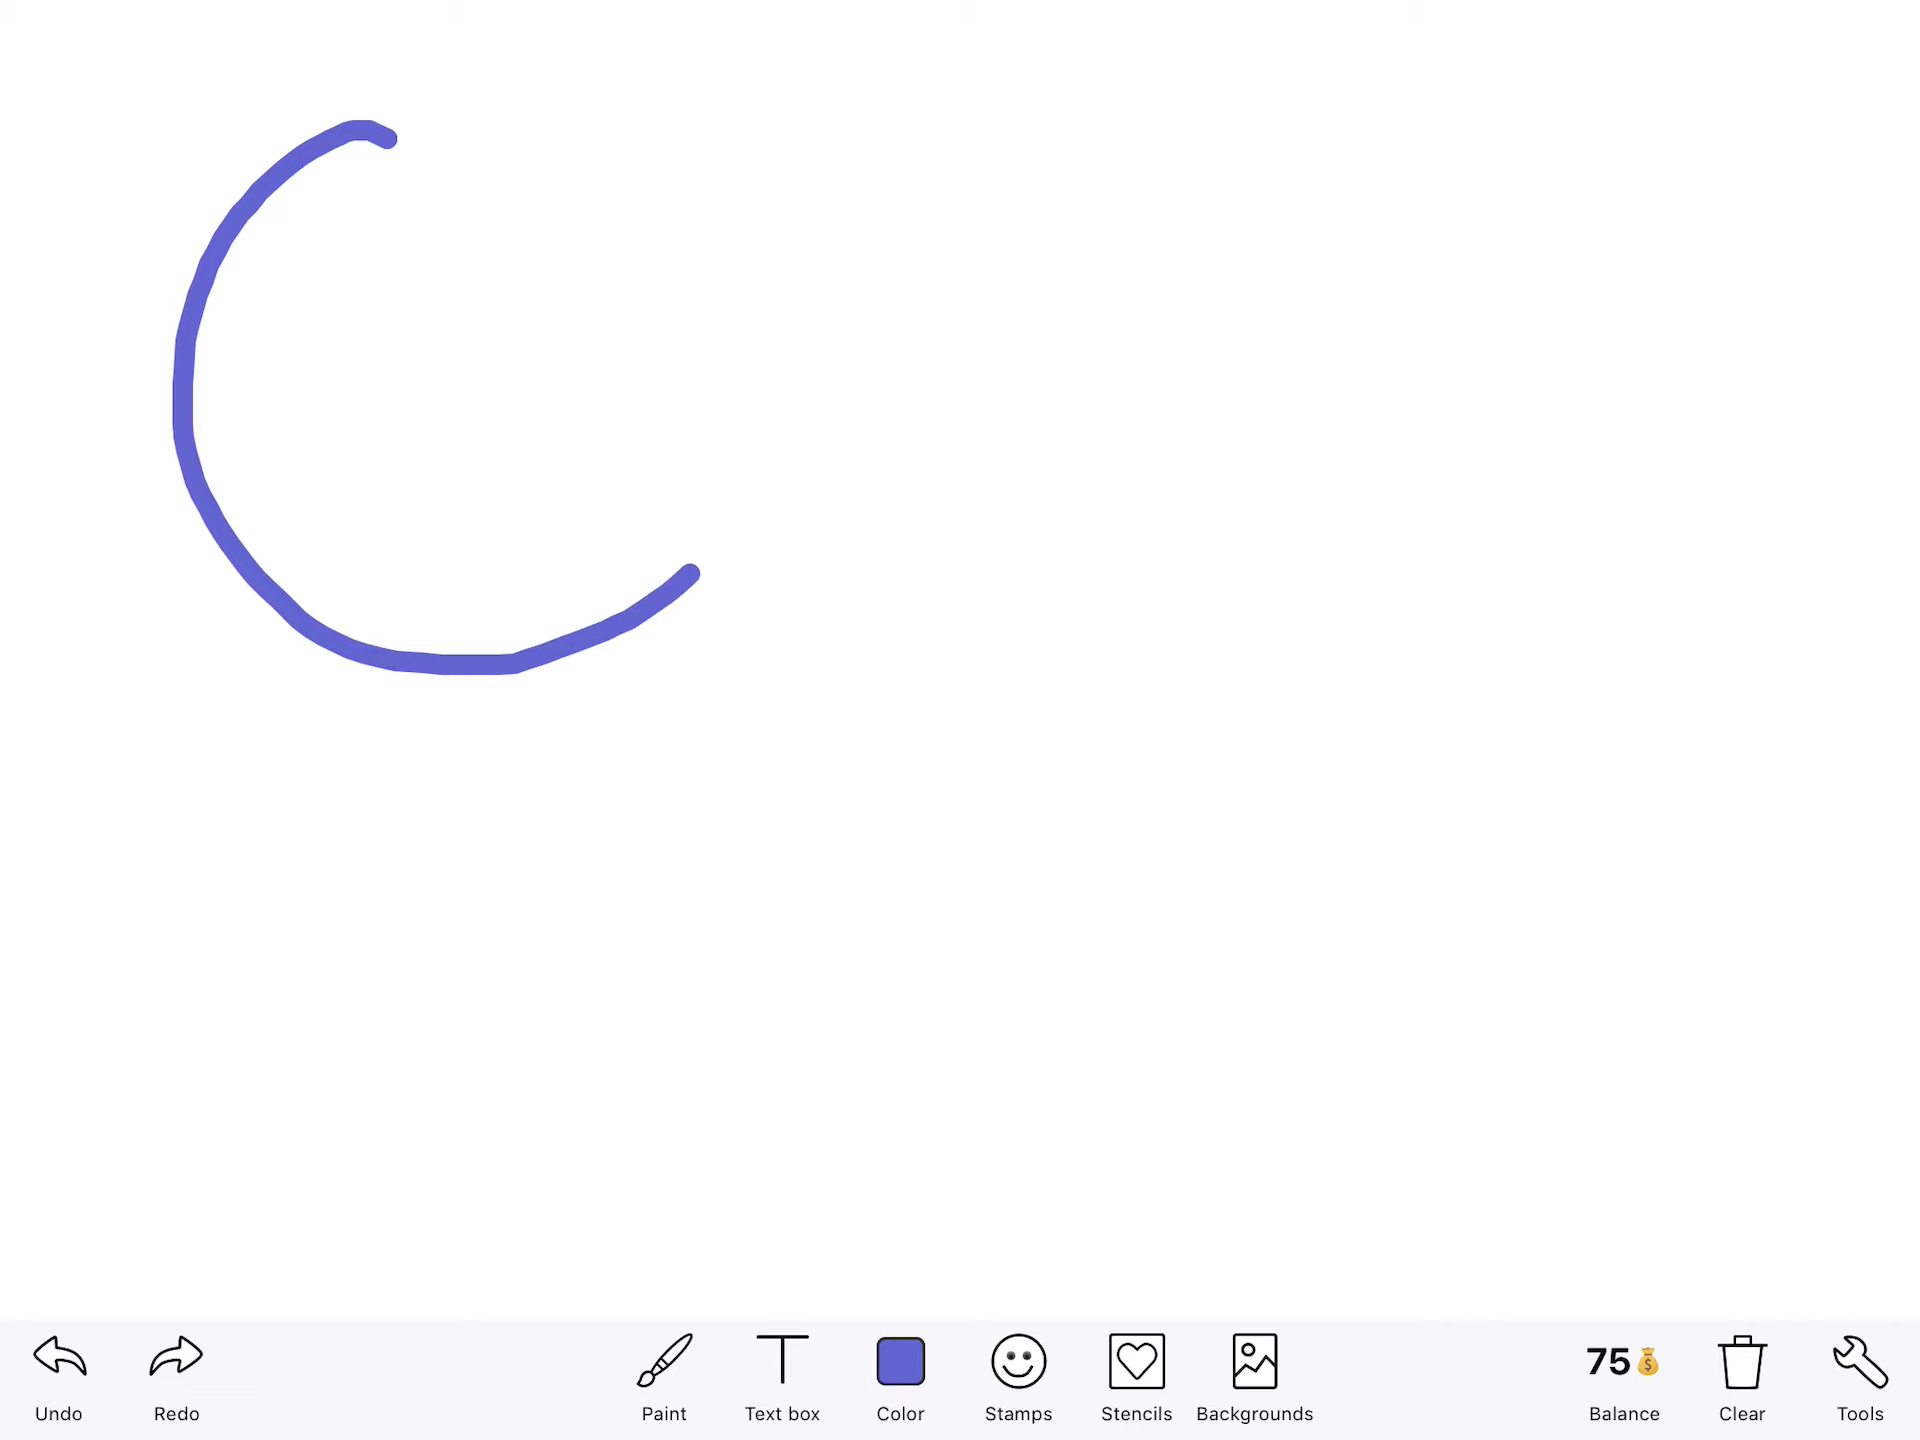 Undo
Redo
Paint
Text box
Color
Stamps
Stencils
Backgrounds
75
Balance
Clear
Tools